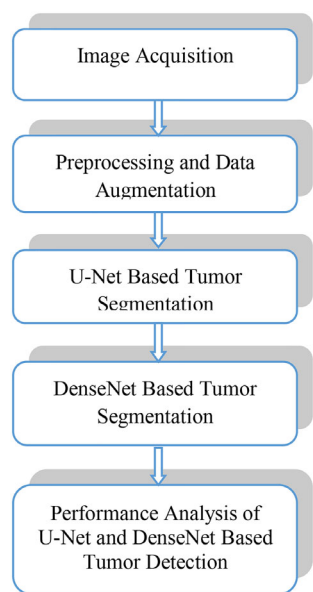 Image Acquisition
Preprocessing and Data
Augmentation
U-Net Based Tumor
Segmentation
DenseNet Based Tumor
Segmentation
Performance Analysis of
U-Net and DenseNet Based
Tumor Detection